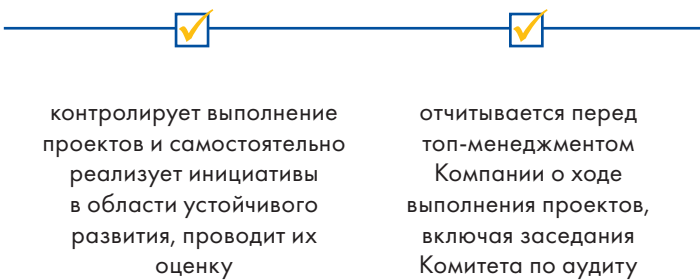 контролирует выполнение
проектов и самостоятельно
реализует инициативы
в области устойчивого
развития, проводит их
оценку
отчитывается перед
топ-менеджментом
Компании о ходе
выполнения проектов,
включая заседания
Комитета по аудиту